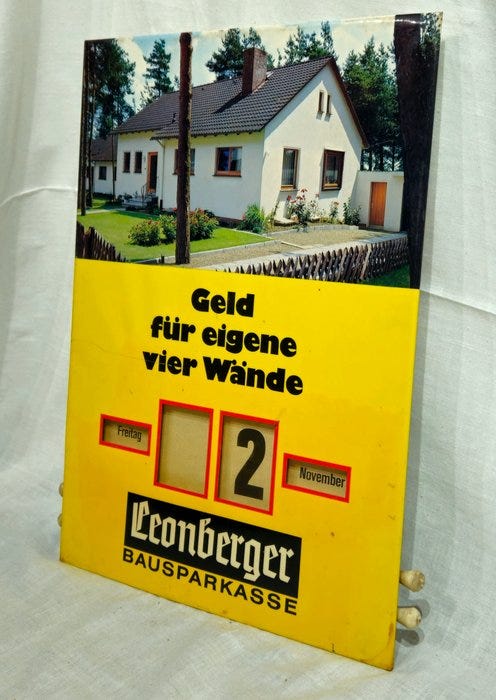 Geld
für eigene
vier Wände
Freitag 2 November
Leonberger
BAUSPARKASSE